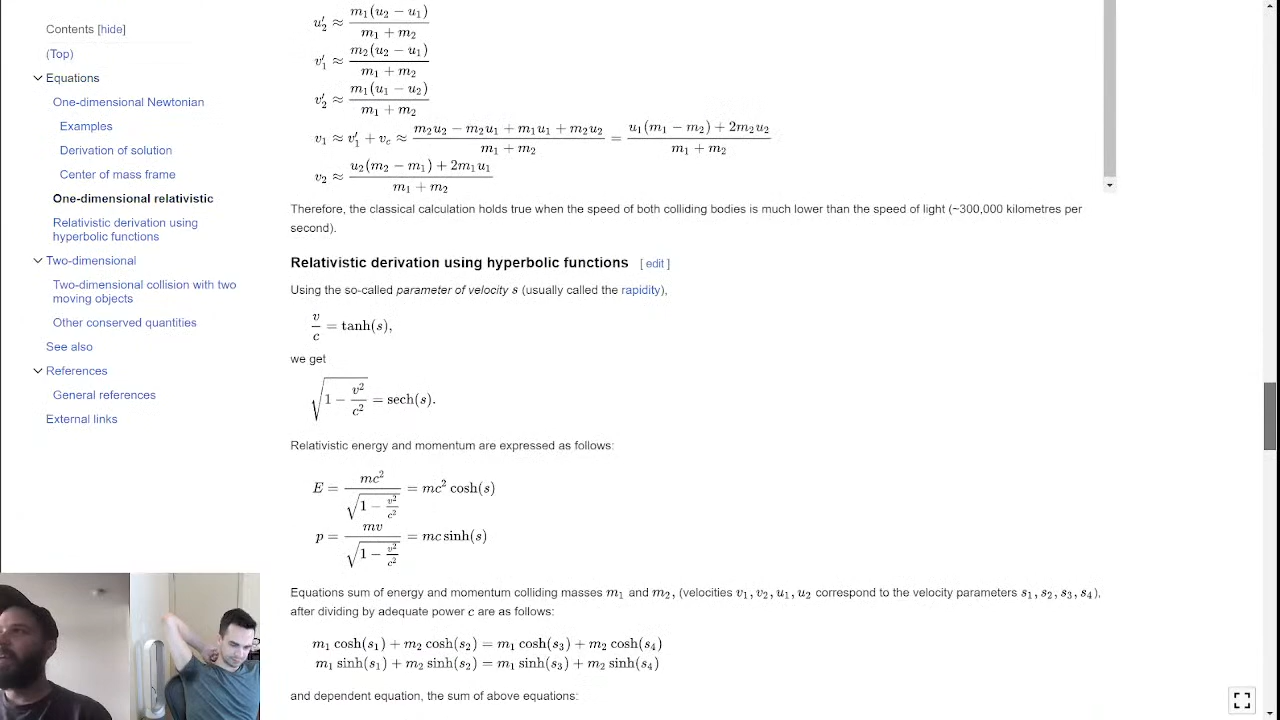 Contents [hide]
(Top)
Equations
One-dimensional Newtonian
Examples
Derivation of solution
Center of mass frame
One-dimensional relativistic
Relativistic derivation using
hyperbolic functions
Two-dimensional
Two-dimensional collision with two
moving objects
Other conserved quantities
See also
References
General references
External links
u₂′ ≈ m₁(u₂ − u₁) / (m₁ + m₂)
v₁′ ≈ m₂(u₂ − u₁) / (m₁ + m₂)
v₂′ ≈ m₁(u₁ − u₂) / (m₁ + m₂)
v₁ ≈ v₁′ + v_c ≈ (m₂u₂ − m₂u₁ + m₁u₁ + m₂u₂) / (m₁ + m₂) = (u₁(m₁ − m₂) + 2m₂u₂) / (m₁ + m₂)
v₂ ≈ (u₂(m₂ − m₁) + 2m₁u₁) / (m₁ + m₂)
Therefore, the classical calculation holds true when the speed of both colliding bodies is much lower than the speed of light (~300,000 kilometres per
second).
Relativistic derivation using hyperbolic functions [ edit ]
Using the so-called parameter of velocity s (usually called the rapidity),
v/c = tanh(s),
we get
√(1 − v²/c²) = sech(s).
Relativistic energy and momentum are expressed as follows:
E = mc² / √(1 − v²/c²) = mc² cosh(s)
p = mv / √(1 − v²/c²) = mc sinh(s)
Equations sum of energy and momentum colliding masses m₁ and m₂, (velocities v₁, v₂, u₁, u₂ correspond to the velocity parameters s₁, s₂, s₃, s₄),
after dividing by adequate power c are as follows:
m₁ cosh(s₁) + m₂ cosh(s₂) = m₁ cosh(s₃) + m₂ cosh(s₄)
m₁ sinh(s₁) + m₂ sinh(s₂) = m₁ sinh(s₃) + m₂ sinh(s₄)
and dependent equation, the sum of above equations: